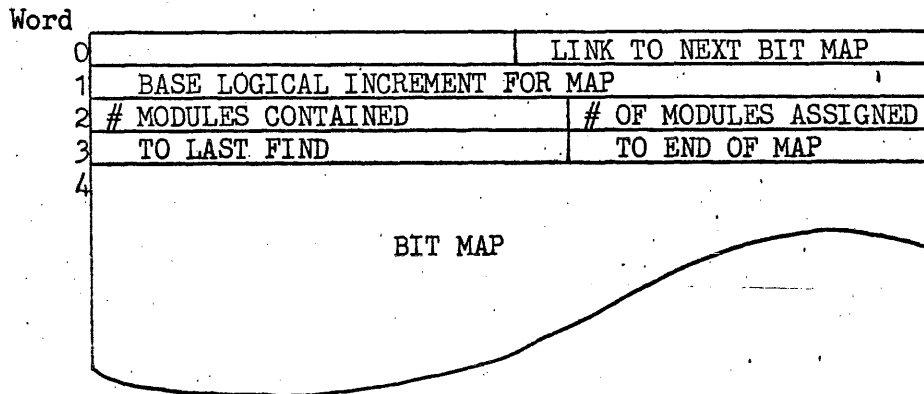 Word
0 LINK TO NEXT BIT MAP
1 BASE LOGICAL INCREMENT FOR MAP
2 # MODULES CONTAINED # OF MODULES ASSIGNED
3 TO LAST FIND TO END OF MAP
4
BIT MAP